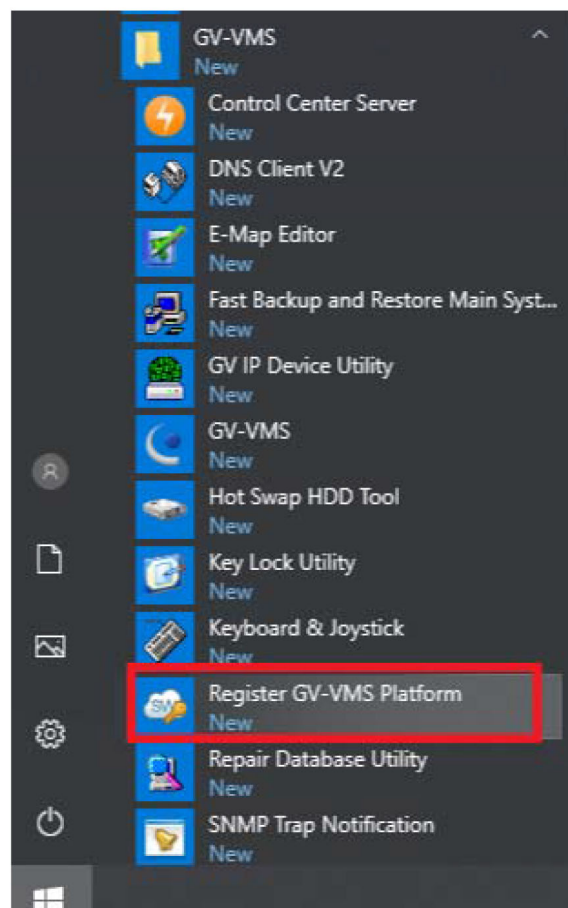 GV-VMS
New
Control Center Server
New
DNS Client V2
New
E-Map Editor
New
Fast Backup and Restore Main Syst...
New
GV IP Device Utility
New
GV-VMS
New
Hot Swap HDD Tool
New
Key Lock Utility
New
Keyboard & Joystick
New
Register GV-VMS Platform
New
Repair Database Utility
New
SNMP Trap Notification
New